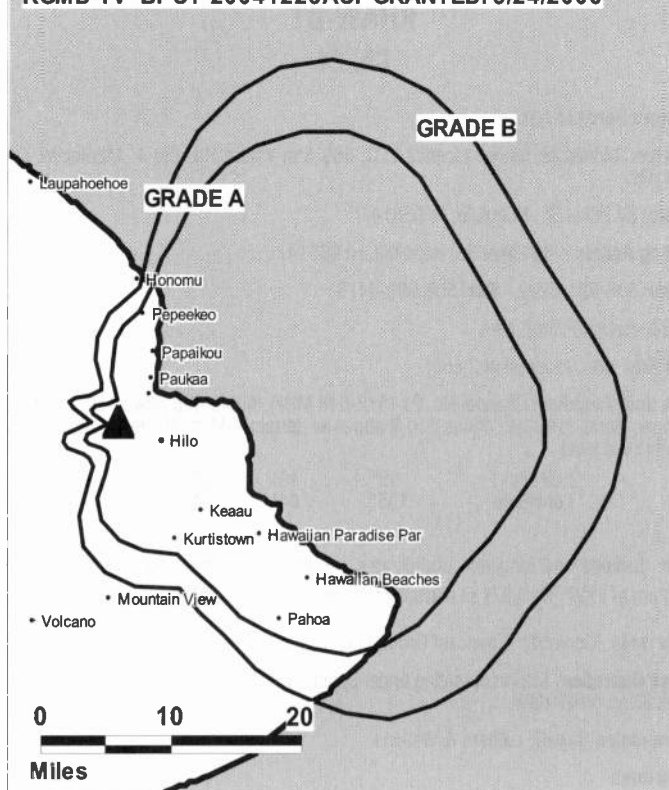 GRADE B
Laupahoehoe
GRADE A
Honomu
Pepeekeo
Papaikou
Paukaa
Hilo
Keaau
Kurtistown
Hawaiian Paradise Par
Hawaiian Beaches
Mountain View
Volcano
Pahoa
0 10 20
Miles